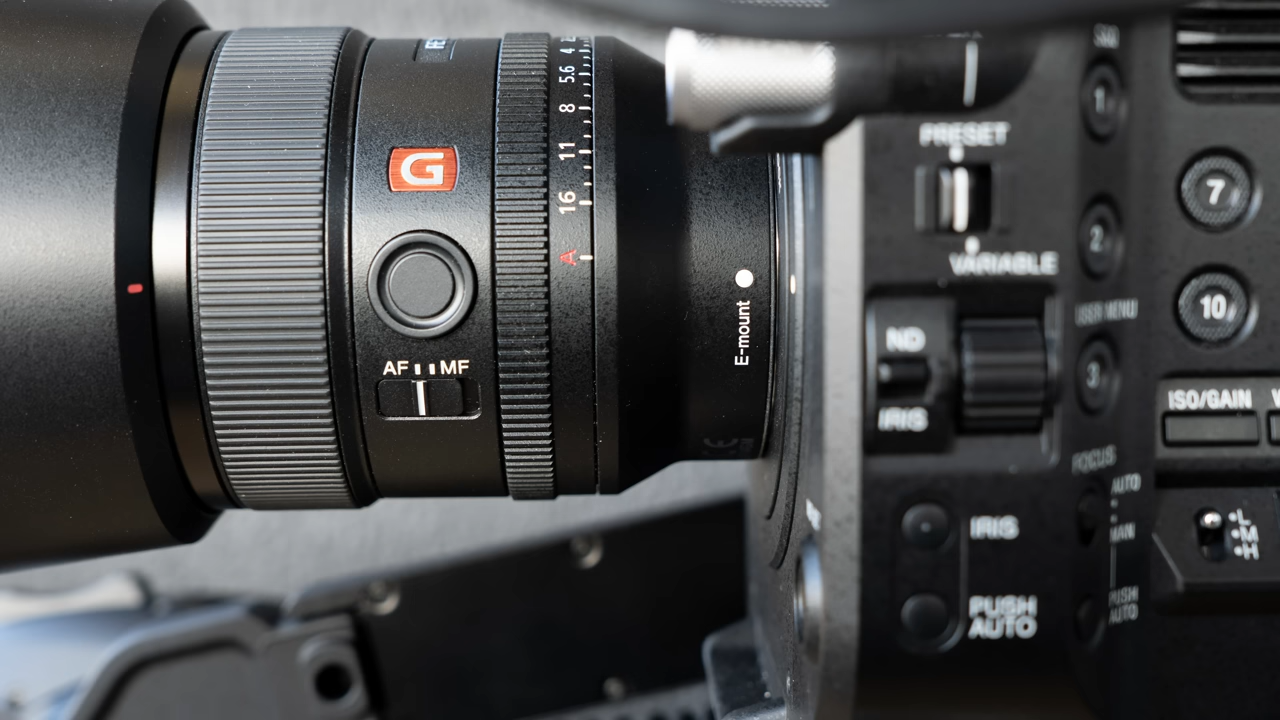 FE
G
4
5.6
8
11
16
A
AF MF
E-mount
PRESET
VARIABLE
ND
IRIS
IRIS
PUSH
AUTO
1
2
USER MENU
3
FOCUS
AUTO
MAN
PUSH
AUTO
7
10
ISO/GAIN
L
M
H